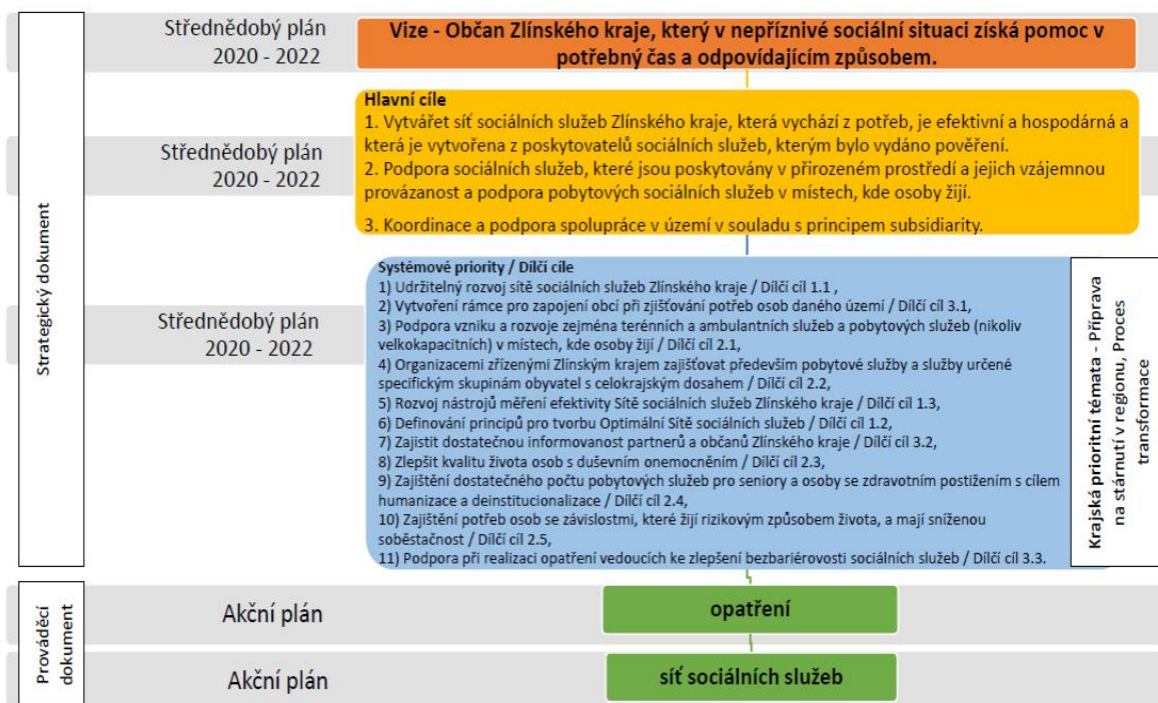 Strategický dokument
Střednědobý plán
2020 - 2022
Vize - Občan Zlínského kraje, který v nepříznivé sociální situaci získá pomoc v
potřebný čas a odpovídajícím způsobem.
Střednědobý plán
2020 - 2022
Hlavní cíle
1. Vytvářet síť sociálních služeb Zlínského kraje, která vychází z potřeb, je efektivní a hospodárná a
která je vytvořena z poskytovatelů sociálních služeb, kterým bylo vydáno pověření.
2. Podpora sociálních služeb, které jsou poskytovány v přirozeném prostředí a jejich vzájemnou
provázanost a podpora pobytových sociálních služeb v místech, kde osoby žijí.
3. Koordinace a podpora spolupráce v území v souladu s principem subsidiarity.
Střednědobý plán
2020 - 2022
Systémové priority / Dílčí cíle
1) Udržitelný rozvoj sítě sociálních služeb Zlínského kraje / Dílčí cíl 1.1 ,
2) Vytvoření rámce pro zapojení obcí při zjišťování potřeb osob daného území / Dílčí cíl 3.1,
3) Podpora vzniku a rozvoje zejména terénních a ambulantních služeb a pobytových služeb (nikoliv
velkokapacitních) v místech, kde osoby žijí / Dílčí cíl 2.1,
4) Organizacemi zřízenými Zlínským krajem zajišťovat především pobytové služby a služby určené
specifickým skupinám obyvatel s celokrajským dosahem / Dílčí cíl 2.2,
5) Rozvoj nástrojů měření efektivity Sítě sociálních služeb Zlínského kraje / Dílčí cíl 1.3,
6) Definování principů pro tvorbu Optimální Sítě sociálních služeb / Dílčí cíl 1.2,
7) Zajistit dostatečnou informovanost partnerů a občanů Zlínského kraje / Dílčí cíl 3.2,
8) Zlepšit kvalitu života osob s duševním onemocněním / Dílčí cíl 2.3,
9) Zajištění dostatečného počtu pobytových služeb pro seniory a osoby se zdravotním postižením s cílem
humanizace a deinstitucionalizace / Dílčí cíl 2.4,
10) Zajištění potřeb osob se závislostmi, které žijí rizikovým způsobem života, a mají sníženou
soběstačnost / Dílčí cíl 2.5,
11) Podpora při realizaci opatření vedoucích ke zlepšení bezbariérovosti sociálních služeb / Dílčí cíl 3.3.
Krajská prioritní témata - Příprava
na stárnutí v regionu, Proces
transformace
Prováděcí
dokument
Akční plán
opatření
Akční plán
síť sociálních služeb